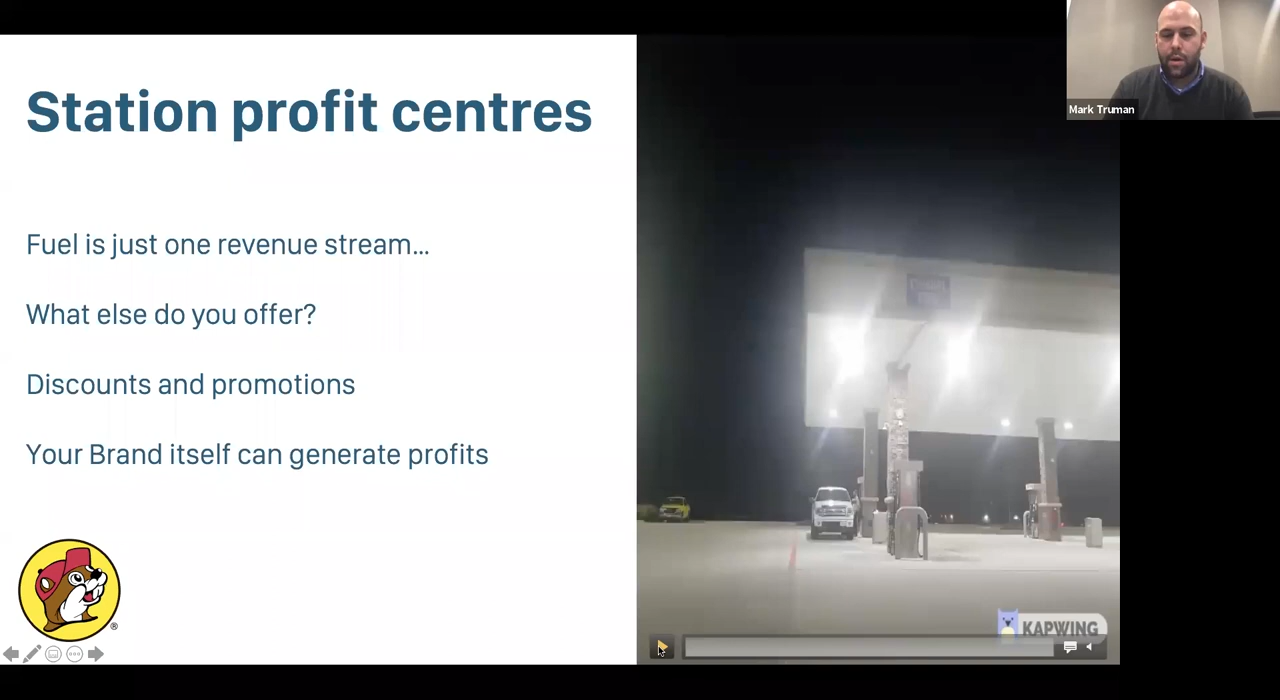 Station profit centres
Fuel is just one revenue stream...
What else do you offer?
Discounts and promotions
Your Brand itself can generate profits
®
Mark Truman
KAPWING